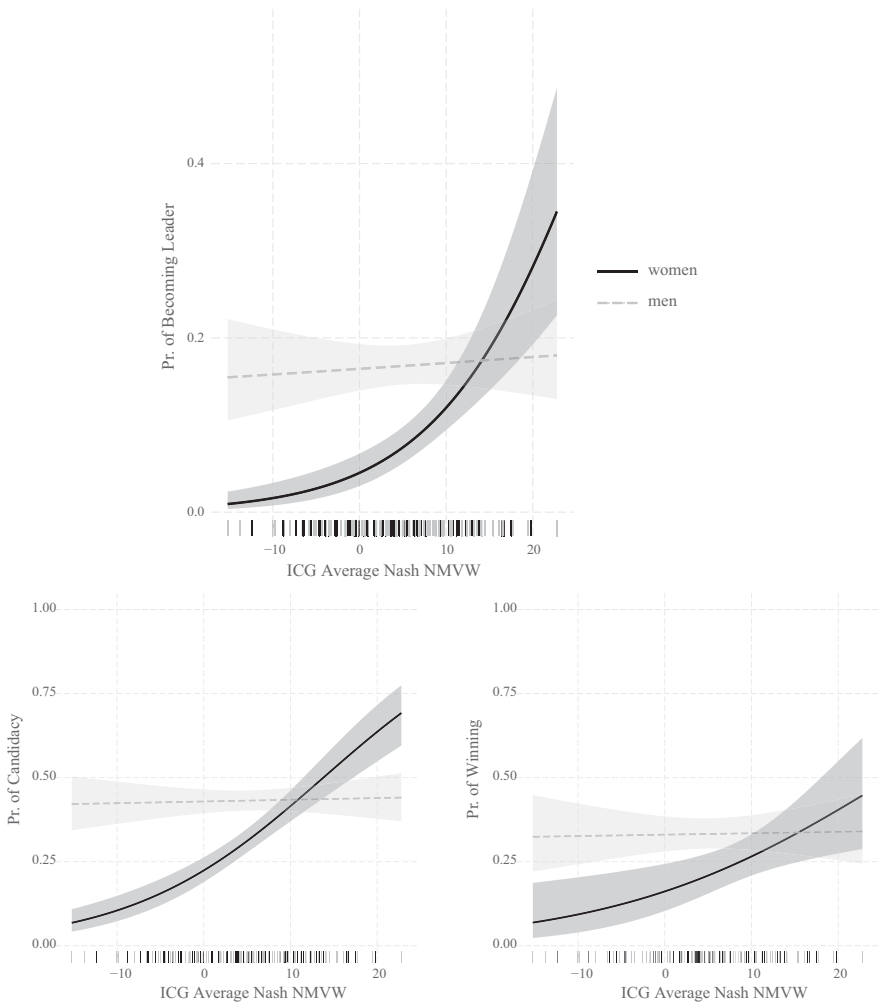 0.4
0.2
0.0
Pr. of Becoming Leader
−10 0 10 20
ICG Average Nash NMVW
women
men
1.00
0.75
0.50
0.25
0.00
Pr. of Candidacy
−10 0 10 20
ICG Average Nash NMVW
1.00
0.75
0.50
0.25
0.00
Pr. of Winning
−10 0 10 20
ICG Average Nash NMVW